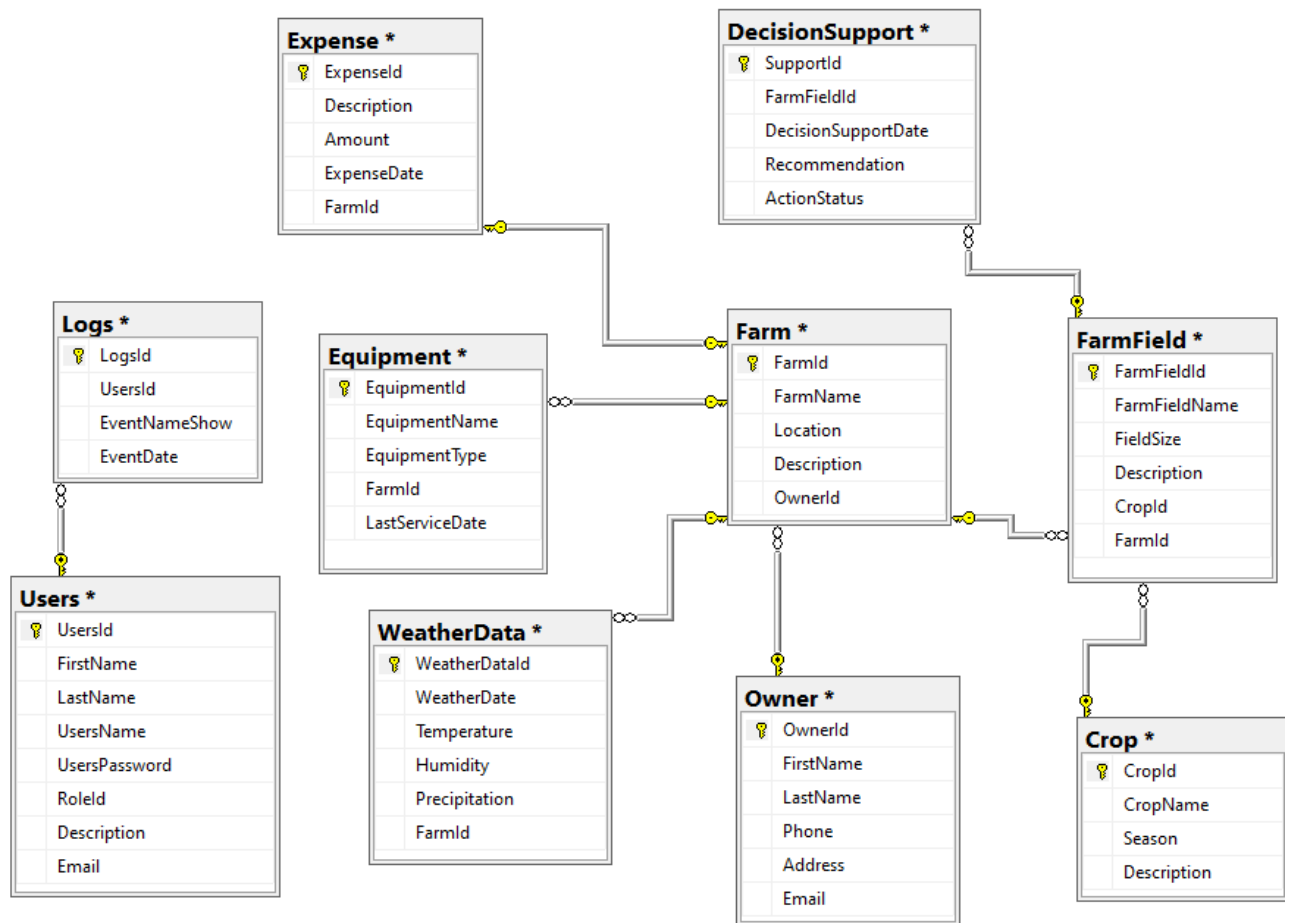 Expense *
ExpenseId
Description
Amount
ExpenseDate
FarmId
DecisionSupport *
SupportId
FarmFieldId
DecisionSupportDate
Recommendation
ActionStatus
Logs *
LogsId
UsersId
EventNameShow
EventDate
Equipment *
EquipmentId
EquipmentName
EquipmentType
FarmId
LastServiceDate
Farm *
FarmId
FarmName
Location
Description
OwnerId
FarmField *
FarmFieldId
FarmFieldName
FieldSize
Description
CropId
FarmId
Users *
UsersId
FirstName
LastName
UsersName
UsersPassword
RoleId
Description
Email
WeatherData *
WeatherDataId
WeatherDate
Temperature
Humidity
Precipitation
FarmId
Owner *
OwnerId
FirstName
LastName
Phone
Address
Email
Crop *
CropId
CropName
Season
Description